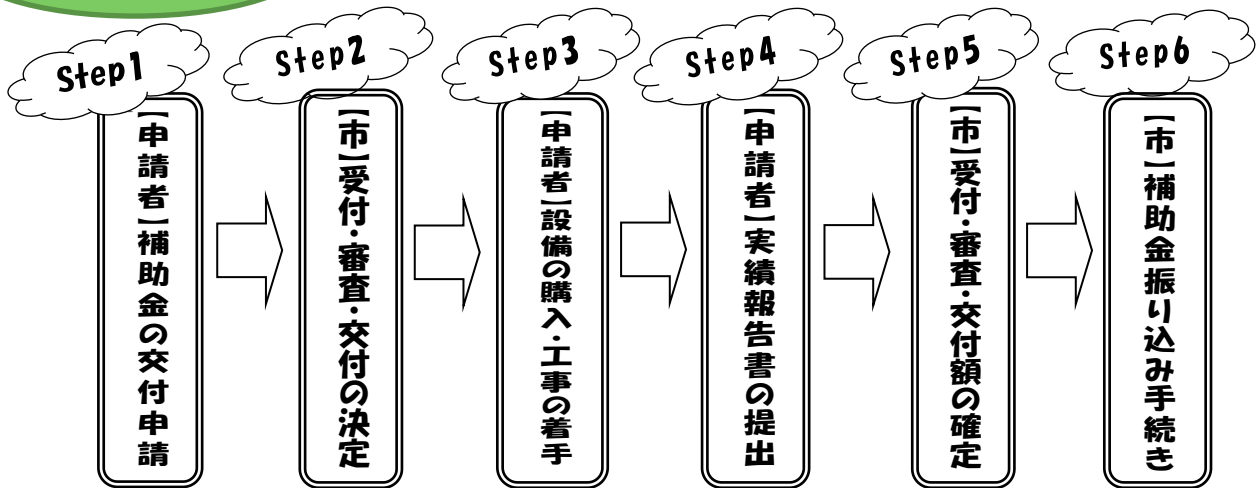 Step1
【申請者】補助金の交付申請
Step2
【市】受付・審査・交付の決定
Step3
【申請者】設備の購入・工事の着手
Step4
【申請者】実績報告書の提出
Step5
【市】受付・審査・交付額の確定
Step6
【市】補助金振り込み手続き